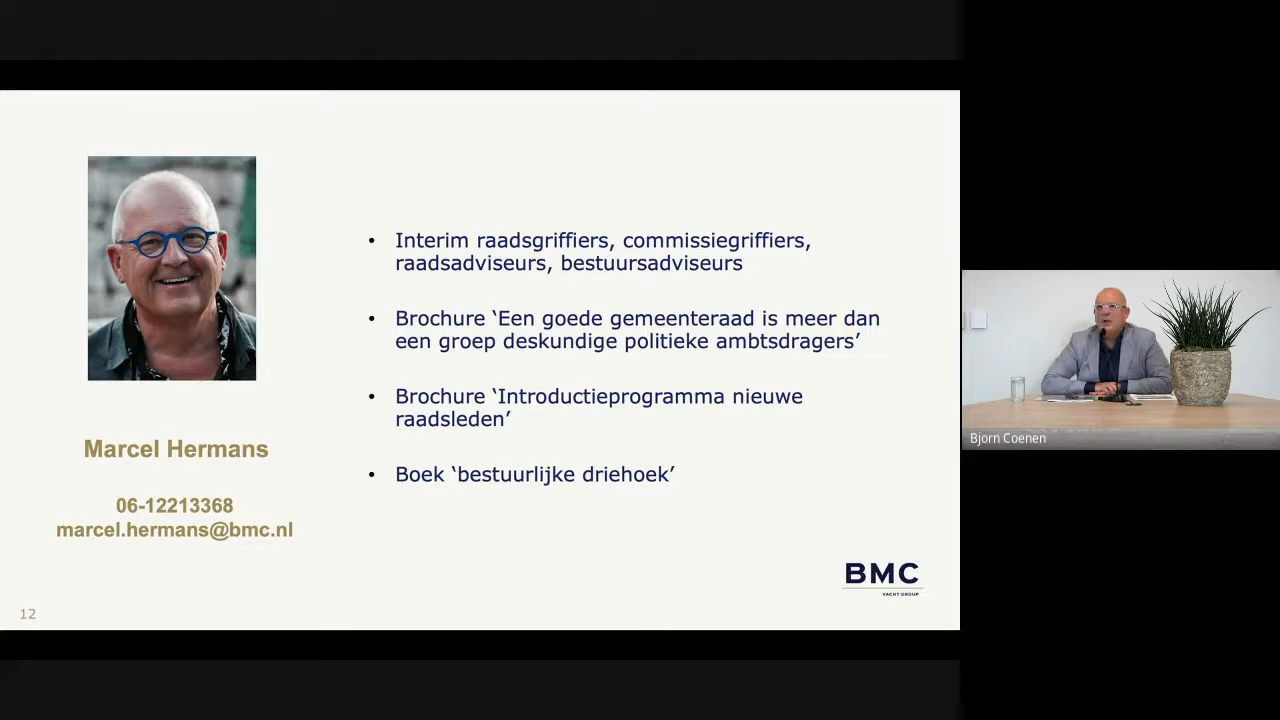 Marcel Hermans
06-12213368
marcel.hermans@bmc.nl
• Interim raadsgriffiers, commissiegriffiers,
raadsadviseurs, bestuursadviseurs
• Brochure ‘Een goede gemeenteraad is meer dan
een groep deskundige politieke ambtsdragers’
• Brochure ‘Introductieprogramma nieuwe
raadsleden’
• Boek ‘bestuurlijke driehoek’
BMC
YACHT GROUP
12
Bjorn Coenen